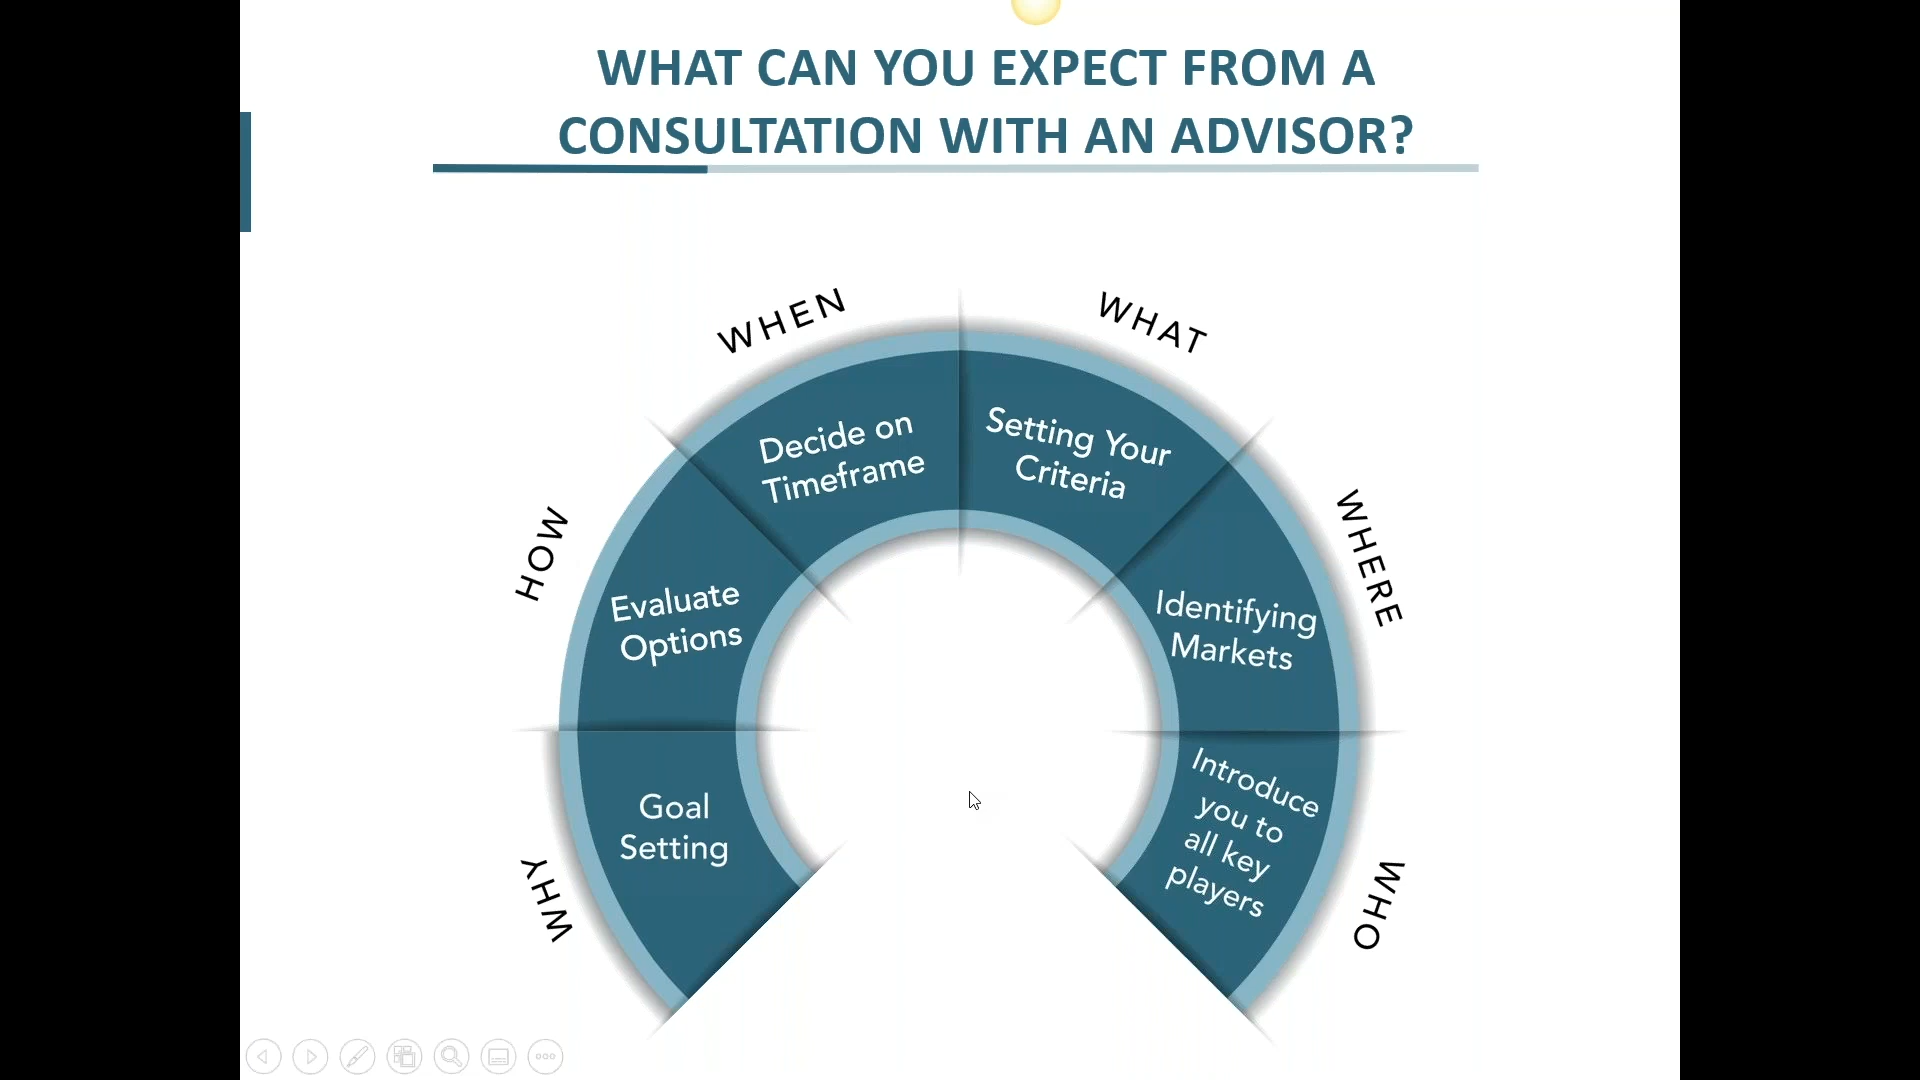 WHAT CAN YOU EXPECT FROM A
CONSULTATION WITH AN ADVISOR?
WHY
Goal
Setting
HOW
Evaluate
Options
WHEN
Decide on
Timeframe
WHAT
Setting Your
Criteria
WHERE
Identifying
Markets
WHO
Introduce
you to
all key
players